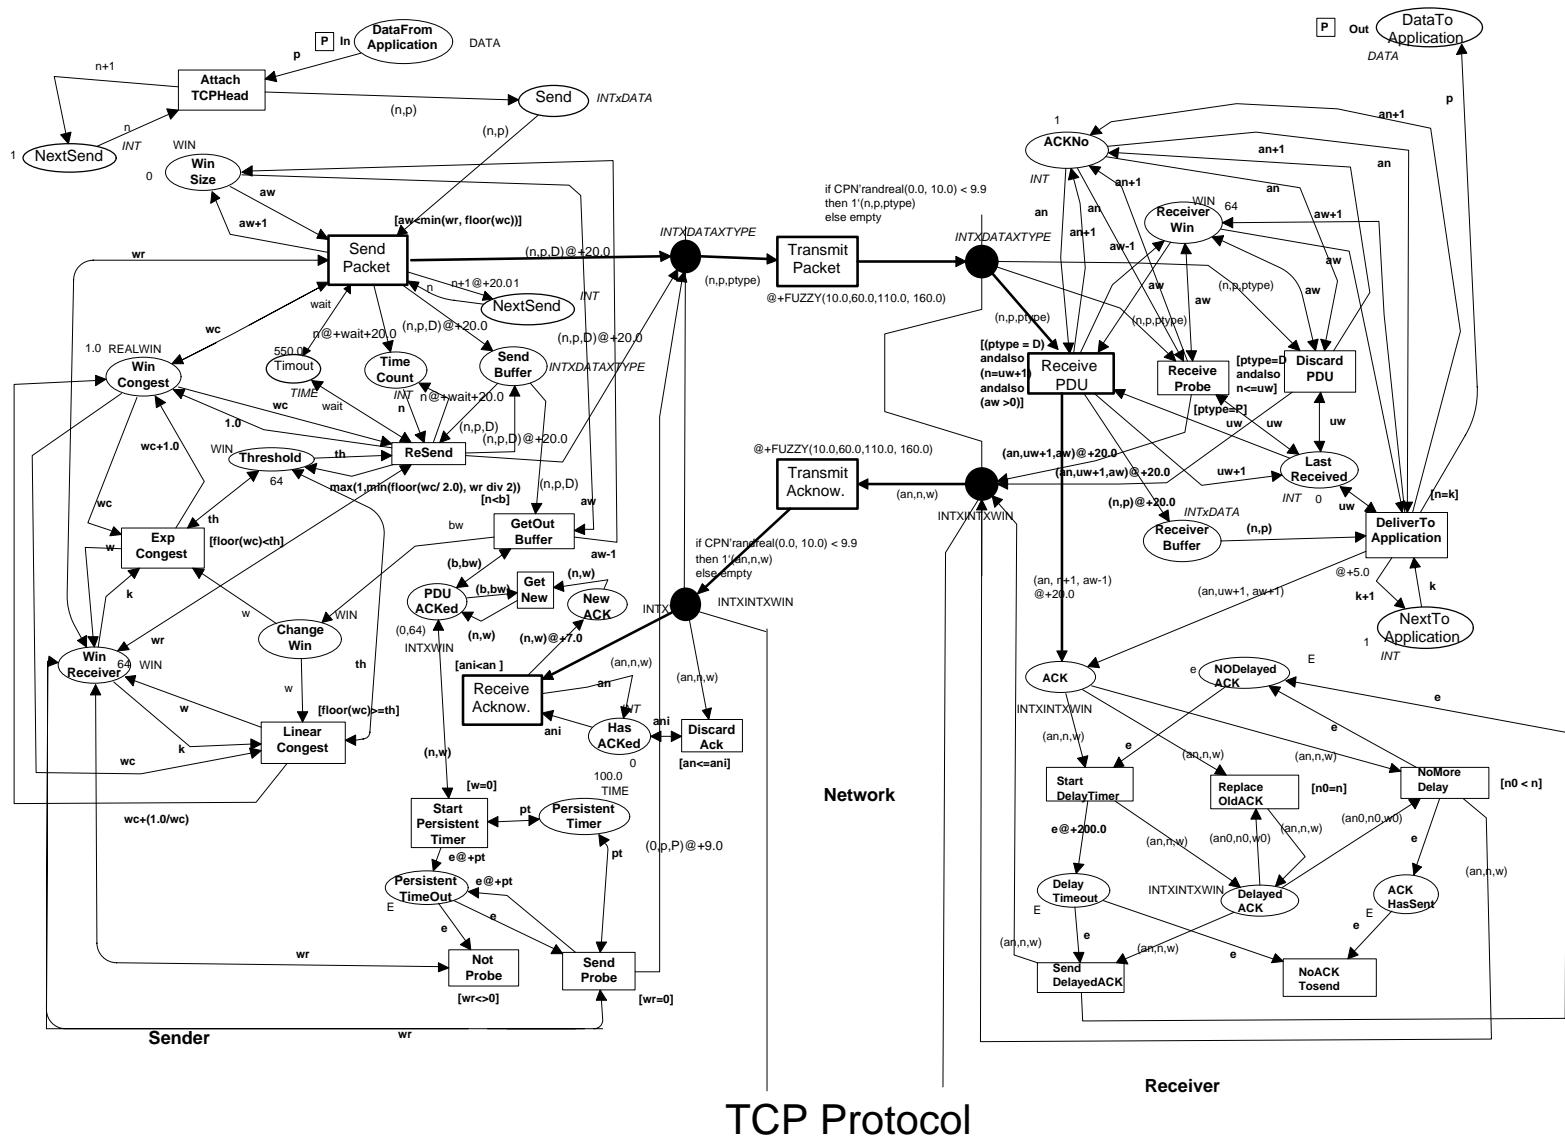 P In
DataFrom
Application
DATA
p
n+1
Attach
TCPHead
(n,p)
Send
INTxDATA
n
INT
1
NextSend
(n,p)
WIN
Win
Size
0
aw
aw+1
[aw<min(wr, floor(wc))]
Send
Packet
wr
(n,p,D)@+20.0
INTXDATAXTYPE
n+1@+20.01
n
NextSend
INT
wait
wc
n@+wait+20.0
(n,p,D)@+20.0
(n,p,D)@+20.0
1.0 REALWIN
Win
Congest
550.0
Timout
TIME
Time
Count
INT
Send
Buffer
INTXDATAXTYPE
wait
wc
n
n@+wait+20.0
1.0
(n,p,D)
(n,p,D)@+20.0
wc+1.0
WIN
Threshold
64
th
ReSend
max(1,min(floor(wc/ 2.0), wr div 2))
(n,p,D)
[n<b]
wc
th
bw
GetOut
Buffer
aw
aw-1
Exp
Congest
[floor(wc)<th]
w
k
(b,bw)
(b,bw)
Get
New
(n,w)
PDU
ACKed
New
ACK
(n,w)
(0,64)
INTXWIN
(n,w)@+7.0
w
Change
Win
WIN
wr
Win
Receiver
64 WIN
th
w
w
k
[floor(wc)>=th]
Linear
Congest
wc
wc+(1.0/wc)
[ani<an ]
Receive
Acknow.
an
INT
ani
Has
ACKed
0
ani
Discard
Ack
[an<=ani]
(an,n,w)
(an,n,w)
(n,w)
[w=0]
100.0
TIME
Start
Persistent
Timer
pt
Persistent
Timer
pt
e@+pt
e@+pt
Persistent
TimeOut
E
e
e
(0,p,P)@+9.0
wr
Not
Probe
[wr<>0]
Send
Probe
[wr=0]
wr
Sender
(n,p,ptype)
Transmit
Packet
@+FUZZY(10.0,60.0,110.0, 160.0)
if CPN'randreal(0.0, 10.0) < 9.9
then 1'(n,p,ptype)
else empty
INTXDATAXTYPE
@+FUZZY(10.0,60.0,110.0, 160.0)
Transmit
Acknow.
(an,n,w)
INTXINTXWIN
if CPN'randreal(0.0, 10.0) < 9.9
then 1'(an,n,w)
else empty
INTXINTXWIN
Network
P Out
DataTo
Application
DATA
p
1
ACKNo
INT
an+1
an+1
an
an
an+1
an
an
an+1
aw-1
WIN 64
Receiver
Win
aw+1
aw
aw
aw
aw
(n,p,ptype)
(n,p,ptype)
(n,p,ptype)
[(ptype = D)
andalso
(n=uw+1)
andalso
(aw >0)]
Receive
PDU
Receive
Probe
[ptype=P]
[ptype=D
andalso
n<=uw]
Discard
PDU
uw
uw
uw
(an,uw+1,aw)@+20.0
(an,uw+1,aw)@+20.0
uw+1
Last
Received
INT 0
uw
[n=k]
DeliverTo
Application
(n,p)@+20.0
INTxDATA
Receiver
Buffer
(n,p)
@+5.0
k+1
k
NextTo
Application
1
INT
(an, n+1, aw-1)
@+20.0
(an,uw+1, aw+1)
ACK
INTXINTXWIN
e
NODelayed
ACK
E
e
(an,n,w)
e
(an,n,w)
e
(an,n,w)
Start
DelayTimer
Replace
OldACK
[n0=n]
NoMore
Delay
[n0 < n]
e@+200.0
(an,n,w)
(an0,n0,w0)
(an,n,w)
(an0,n0,w0)
e
(an,n,w)
Delay
Timeout
E
INTXINTXWIN
Delayed
ACK
ACK
HasSent
E
(an,n,w)
e
(an,n,w)
e
e
Send
DelayedACK
NoACK
Tosend
Receiver
TCP Protocol